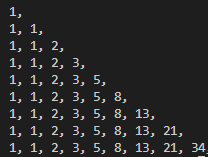 1,
1, 1,
1, 1, 2,
1, 1, 2, 3,
1, 1, 2, 3, 5,
1, 1, 2, 3, 5, 8,
1, 1, 2, 3, 5, 8, 13,
1, 1, 2, 3, 5, 8, 13, 21,
1, 1, 2, 3, 5, 8, 13, 21, 34,